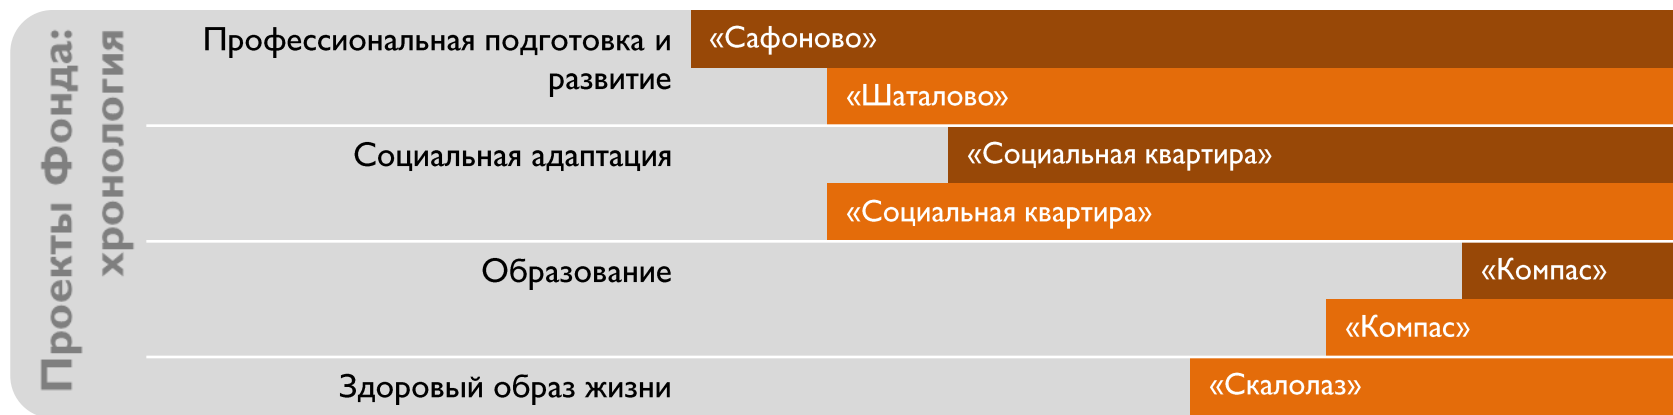 Проекты Фонда:
хронология
Профессиональная подготовка и
развитие
«Сафоново»
«Шаталово»
Социальная адаптация
«Социальная квартира»
«Социальная квартира»
Образование
«Компас»
«Компас»
Здоровый образ жизни
«Скалолаз»